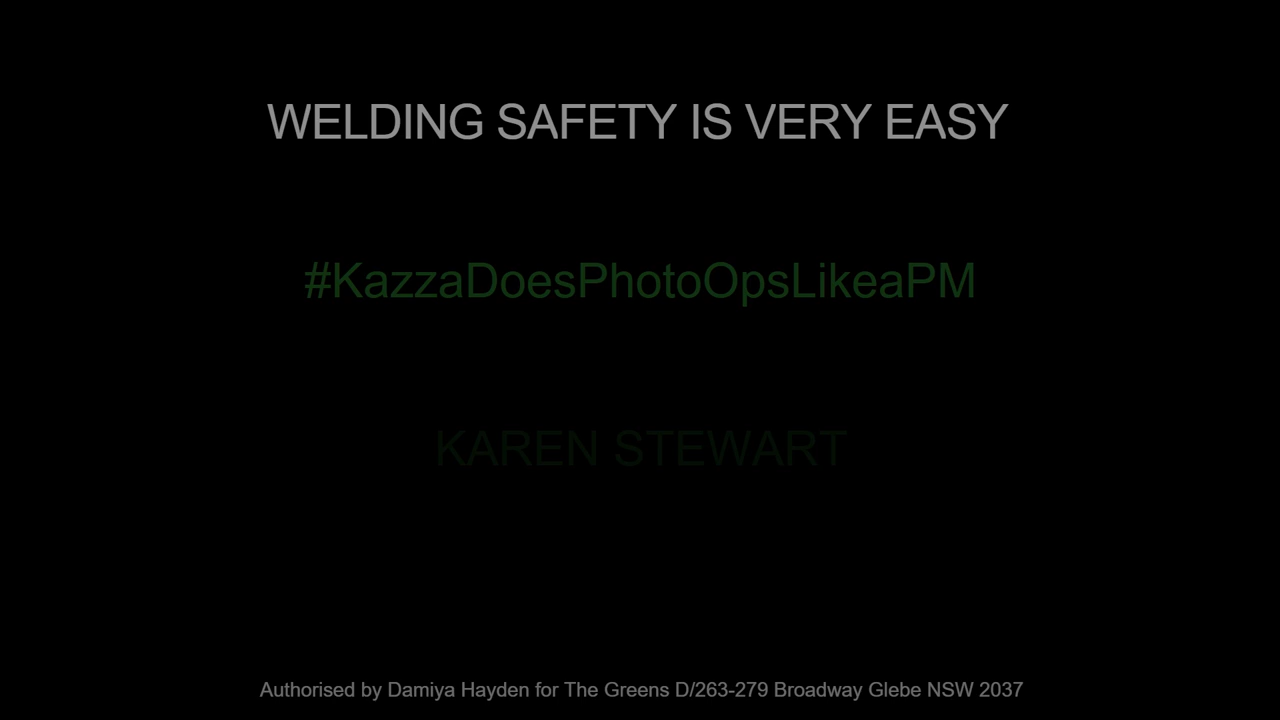 WELDING SAFETY IS VERY EASY
#KazzaDoesPhotoOpsLikeaPM
KAREN STEWART
Authorised by Damiya Hayden for The Greens D/263-279 Broadway Glebe NSW 2037